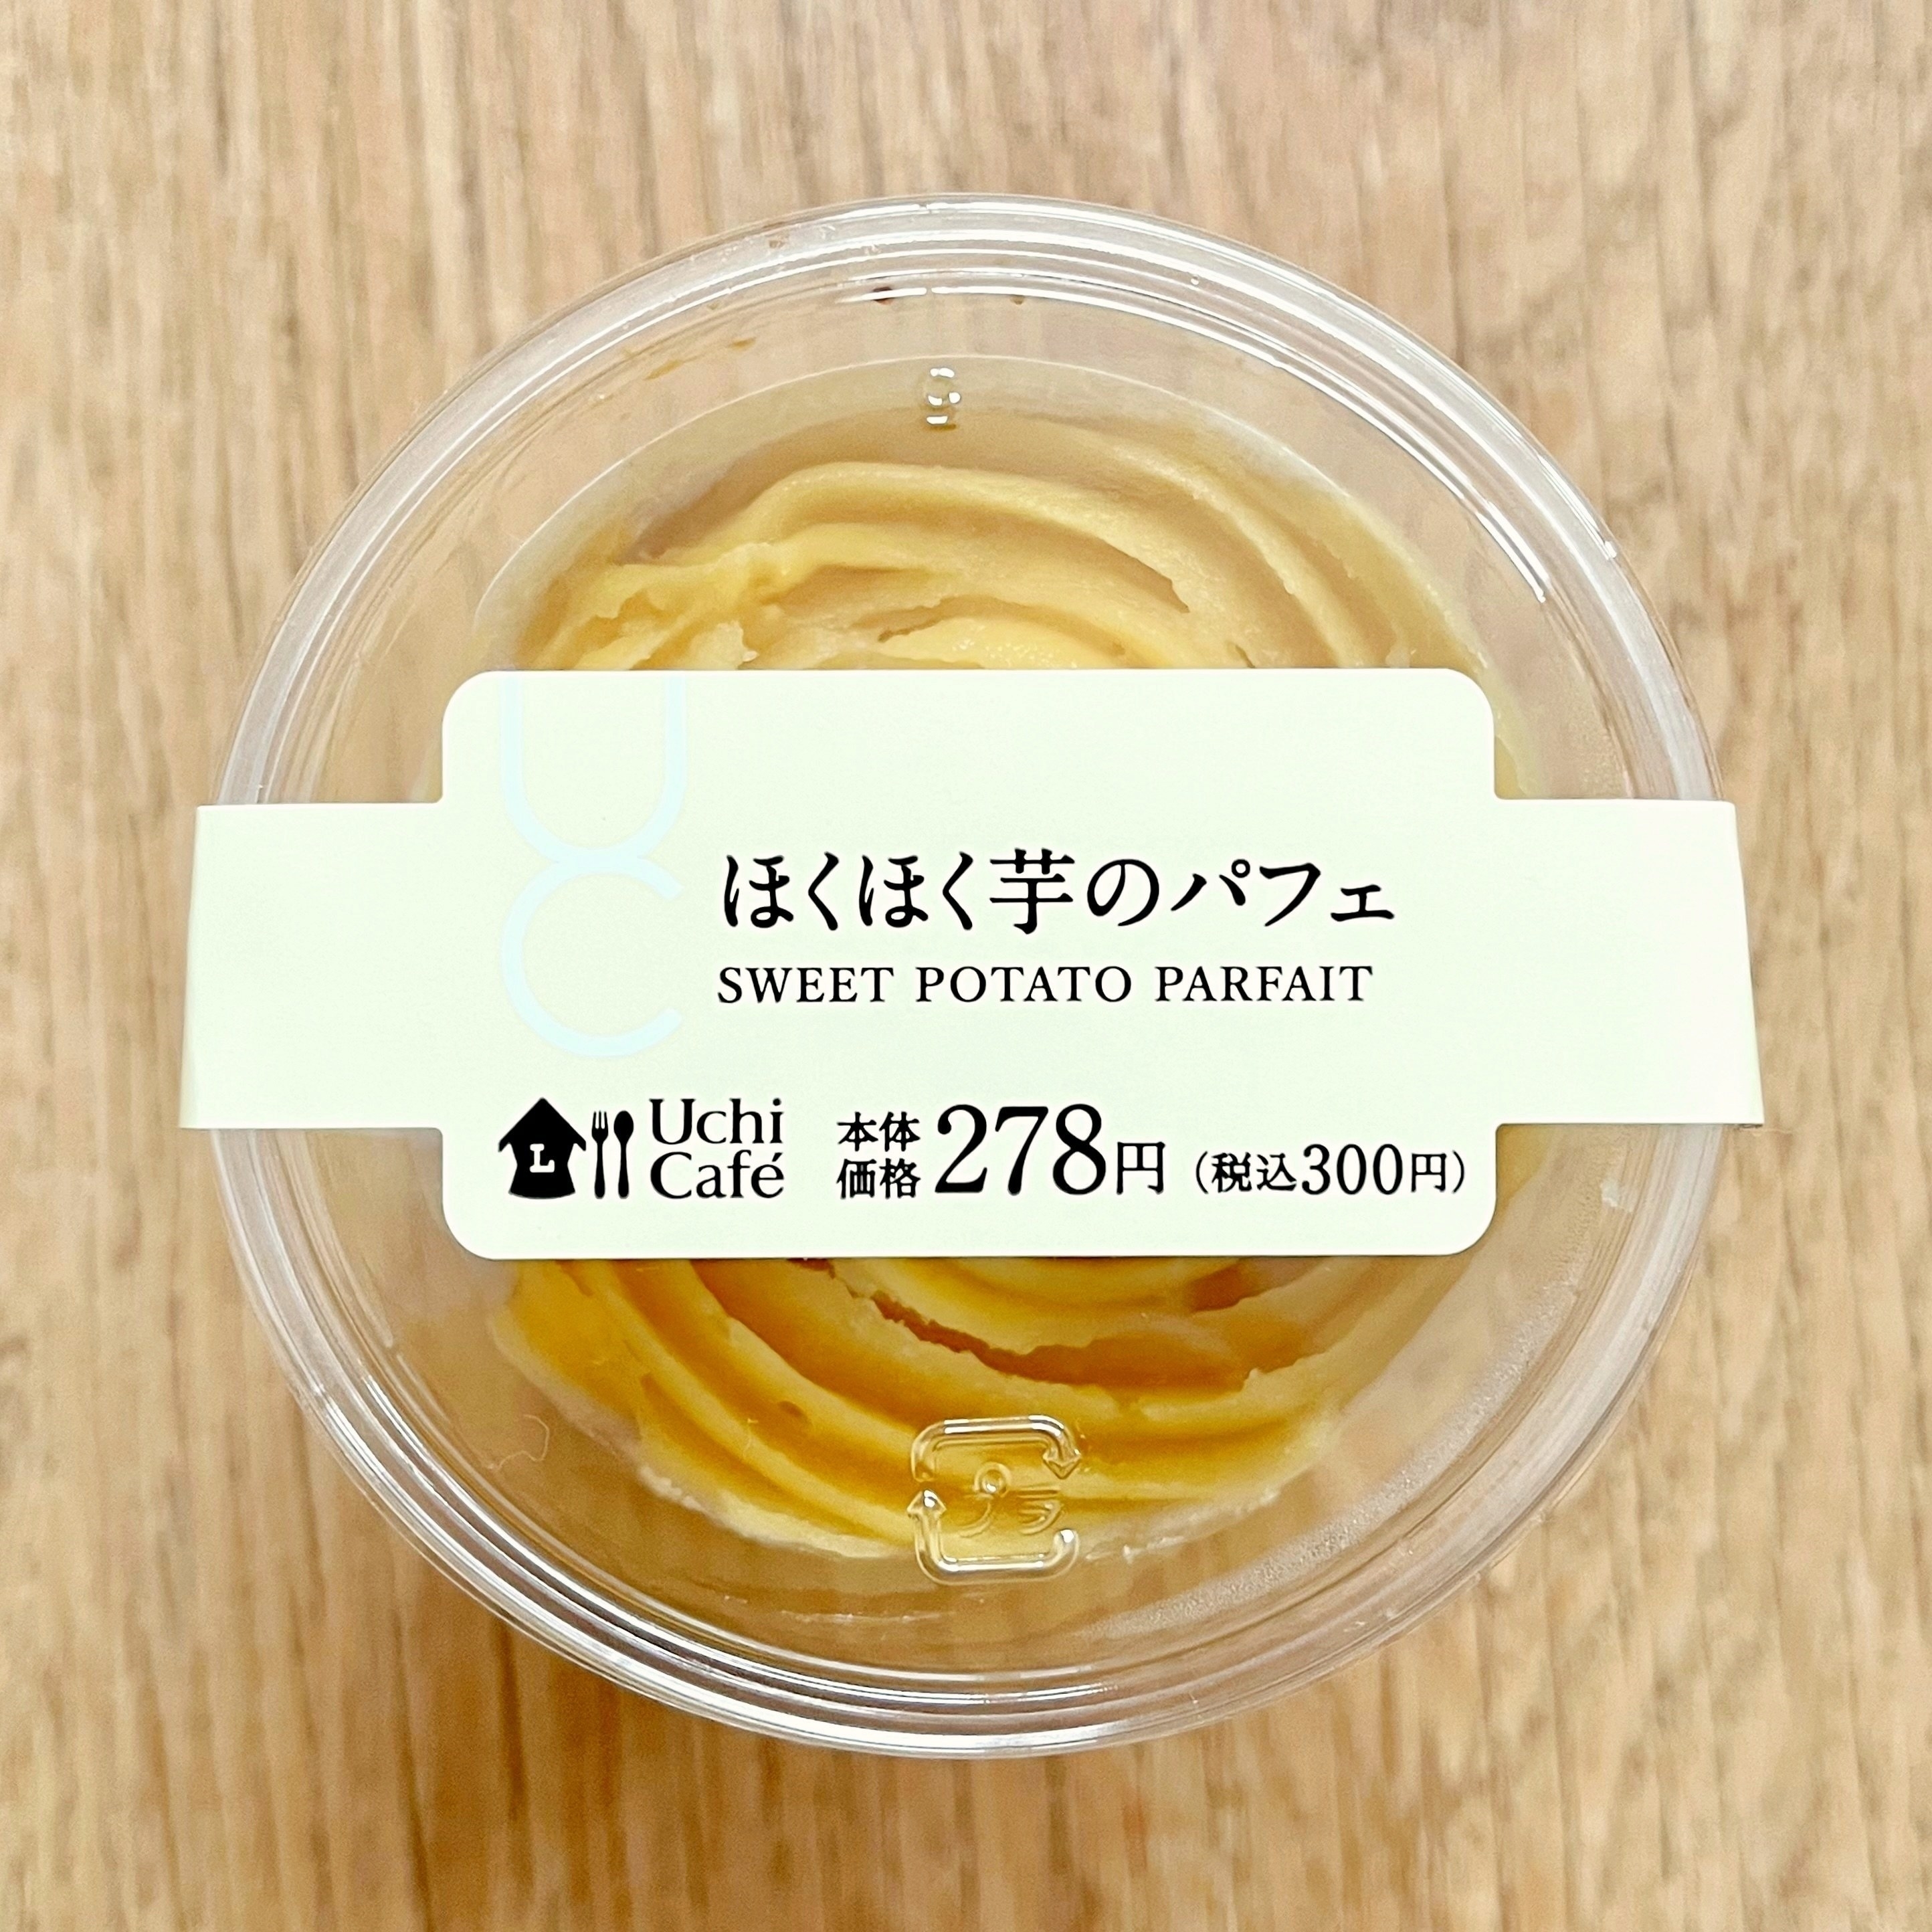 UC
ほくほく芋のパフェ
SWEET POTATO PARFAIT
L
Uchi
Café
本体
価格
278円（税込300円）
プラ